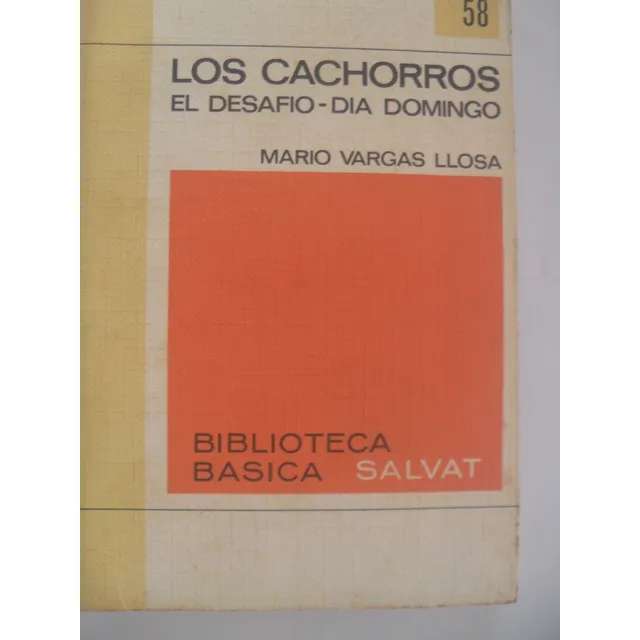 58
LOS CACHORROS
EL DESAFIO-DIA DOMINGO
MARIO VARGAS LLOSA
BIBLIOTECA
BASICA SALVAT